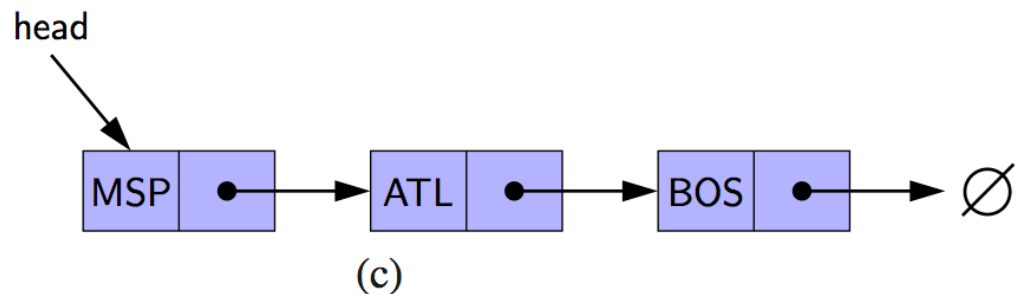 head
MSP ATL BOS ∅
(c)